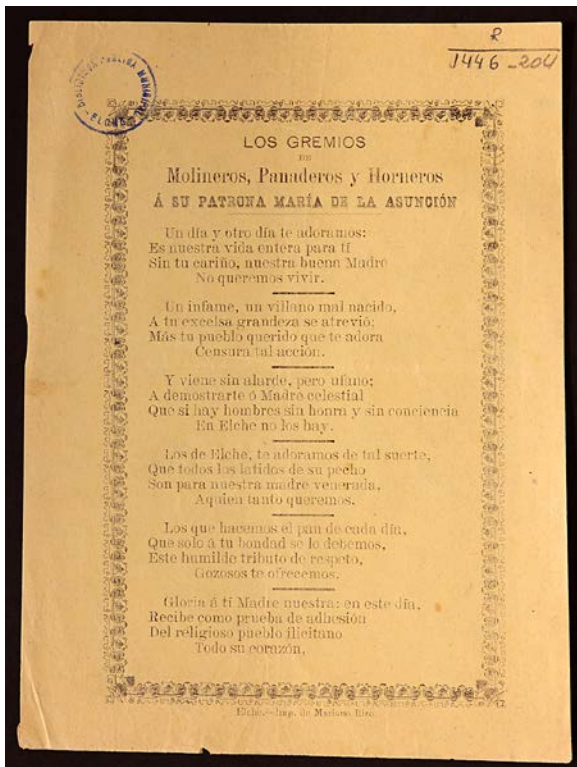 R
1446-204
BIBLIOTECA PUBLICA MUNICIPAL
LOS GREMIOS
DE
Molineros, Panaderos y Horneros
Á SU PATRONA MARÍA DE LA ASUNCIÓN
Un día y otro día te adoramos:
Es nuestra vida entera para tí
Sin tu cariño, nuestra buena Madre
No queremos vivir.
Un infame, un villano mal nacido,
A tu excelsa grandeza se atrevió;
Más tu pueblo querido que te adora
Censura tal acción.
Y viene sin alarde, pero ufano;
A demostrarte ó Madre celestial
Que si hay hombres sin honra y sin conciencia
En Elche no los hay.
Los de Elche, te adoramos de tal suerte,
Que todos los latidos de su pecho
Son para nuestra madre venerada,
Aquien tanto queremos.
Los que hacemos el pan de cada día,
Que solo á tu bondad se lo debemos,
Este humilde tributo de respeto,
Gozosos te ofrecemos.
Gloria á tí Madre nuestra: en este día,
Recibe como prueba de adhesión
Del religioso pueblo ilicitano
Todo su corazón.
Elche.—Imp. de Mariano